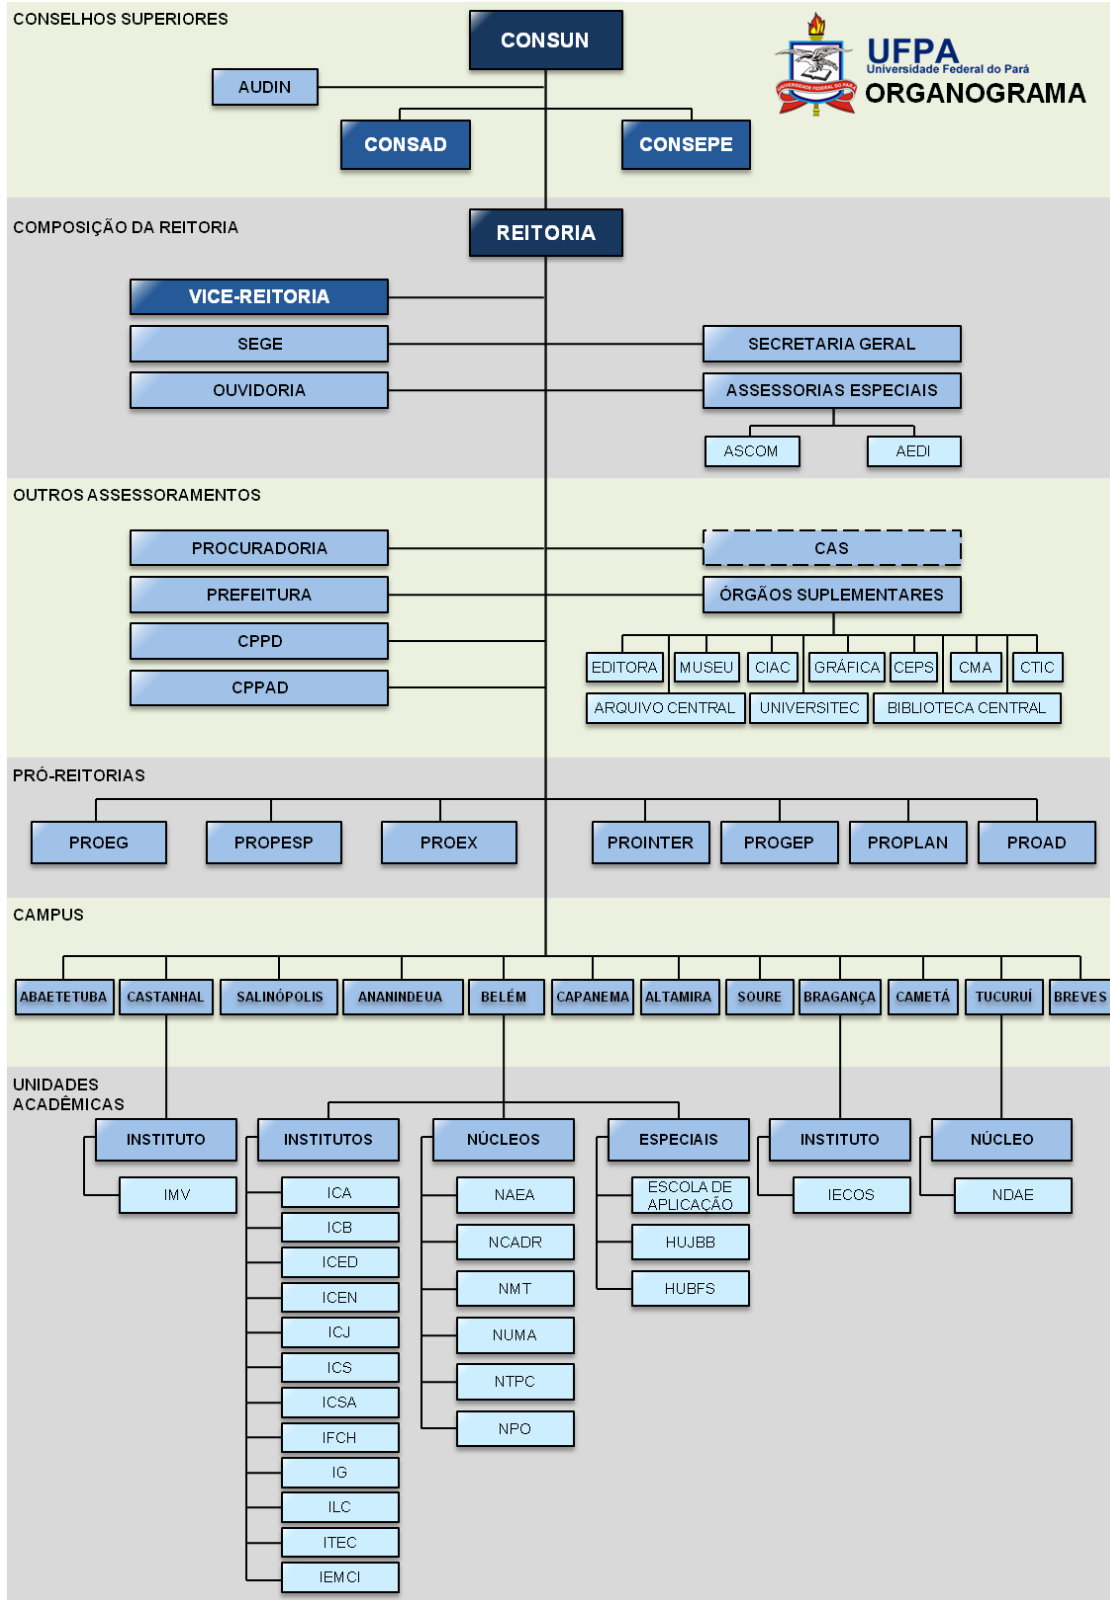 CONSELHOS SUPERIORES
CONSUN
UFPA
Universidade Federal do Pará
ORGANOGRAMA
AUDIN
CONSAD
CONSEPE
COMPOSIÇÃO DA REITORIA
REITORIA
VICE-REITORIA
SEGE
SECRETARIA GERAL
OUVIDORIA
ASSESSORIAS ESPECIAIS
ASCOM
AEDI
OUTROS ASSESSORAMENTOS
PROCURADORIA
CAS
PREFEITURA
ÓRGÃOS SUPLEMENTARES
CPPD
EDITORA
MUSEU
CIAC
GRÁFICA
CEPS
CMA
CTIC
CPPAD
ARQUIVO CENTRAL
UNIVERSITEC
BIBLIOTECA CENTRAL
PRÓ-REITORIAS
PROEG
PROPESP
PROEX
PROINTER
PROGEP
PROPLAN
PROAD
CAMPUS
ABAETETUBA
CASTANHAL
SALINÓPOLIS
ANANINDEUA
BELÉM
CAPANEMA
ALTAMIRA
SOURE
BRAGANÇA
CAMETÁ
TUCURUÍ
BREVES
UNIDADES
ACADÊMICAS
INSTITUTO
IMV
INSTITUTOS
ICA
ICB
ICED
ICEN
ICJ
ICS
ICSA
IFCH
IG
ILC
ITEC
IEMCI
NÚCLEOS
NAEA
NCADR
NMT
NUMA
NTPC
NPO
ESPECIAIS
ESCOLA DE
APLICAÇÃO
HUJBB
HUBFS
INSTITUTO
IECOS
NÚCLEO
NDAE